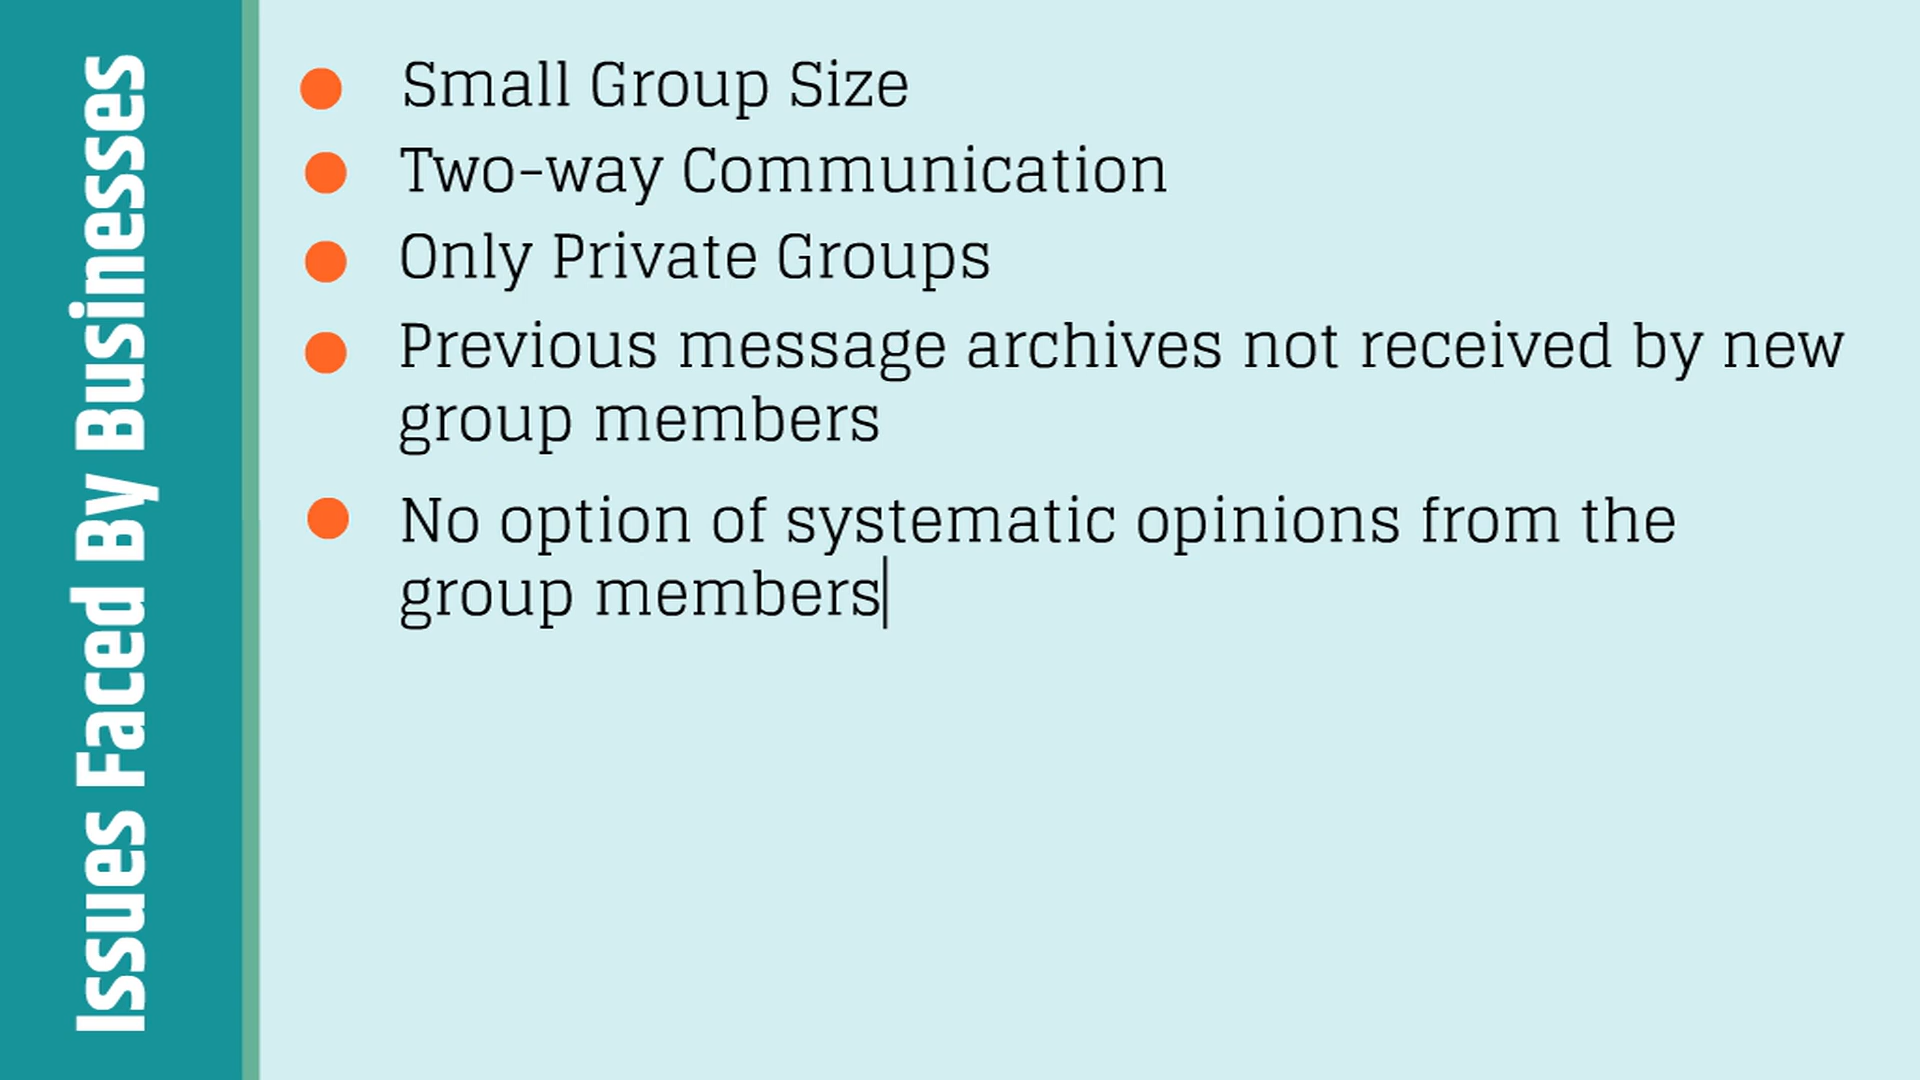 Issues Faced By Businesses
Small Group Size
Two-way Communication
Only Private Groups
Previous message archives not received by new
group members
No option of systematic opinions from the
group members